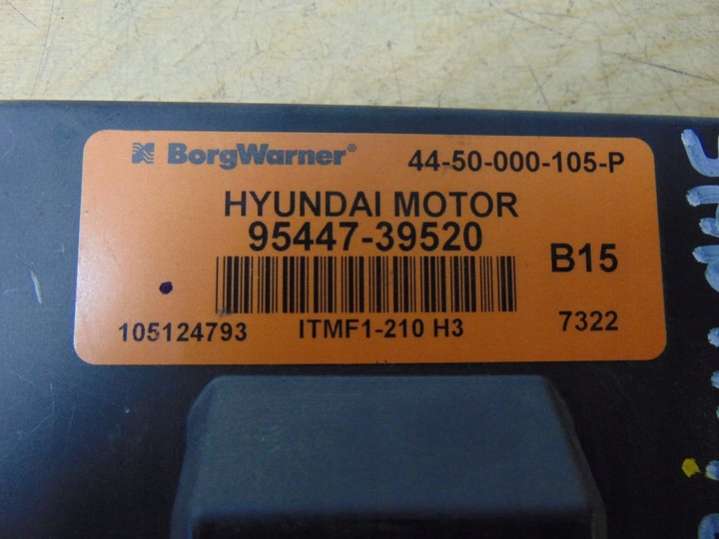 BorgWarner® 44-50-000-105-P
HYUNDAI MOTOR
95447-39520
B15
105124793 ITMF1-210 H3 7322